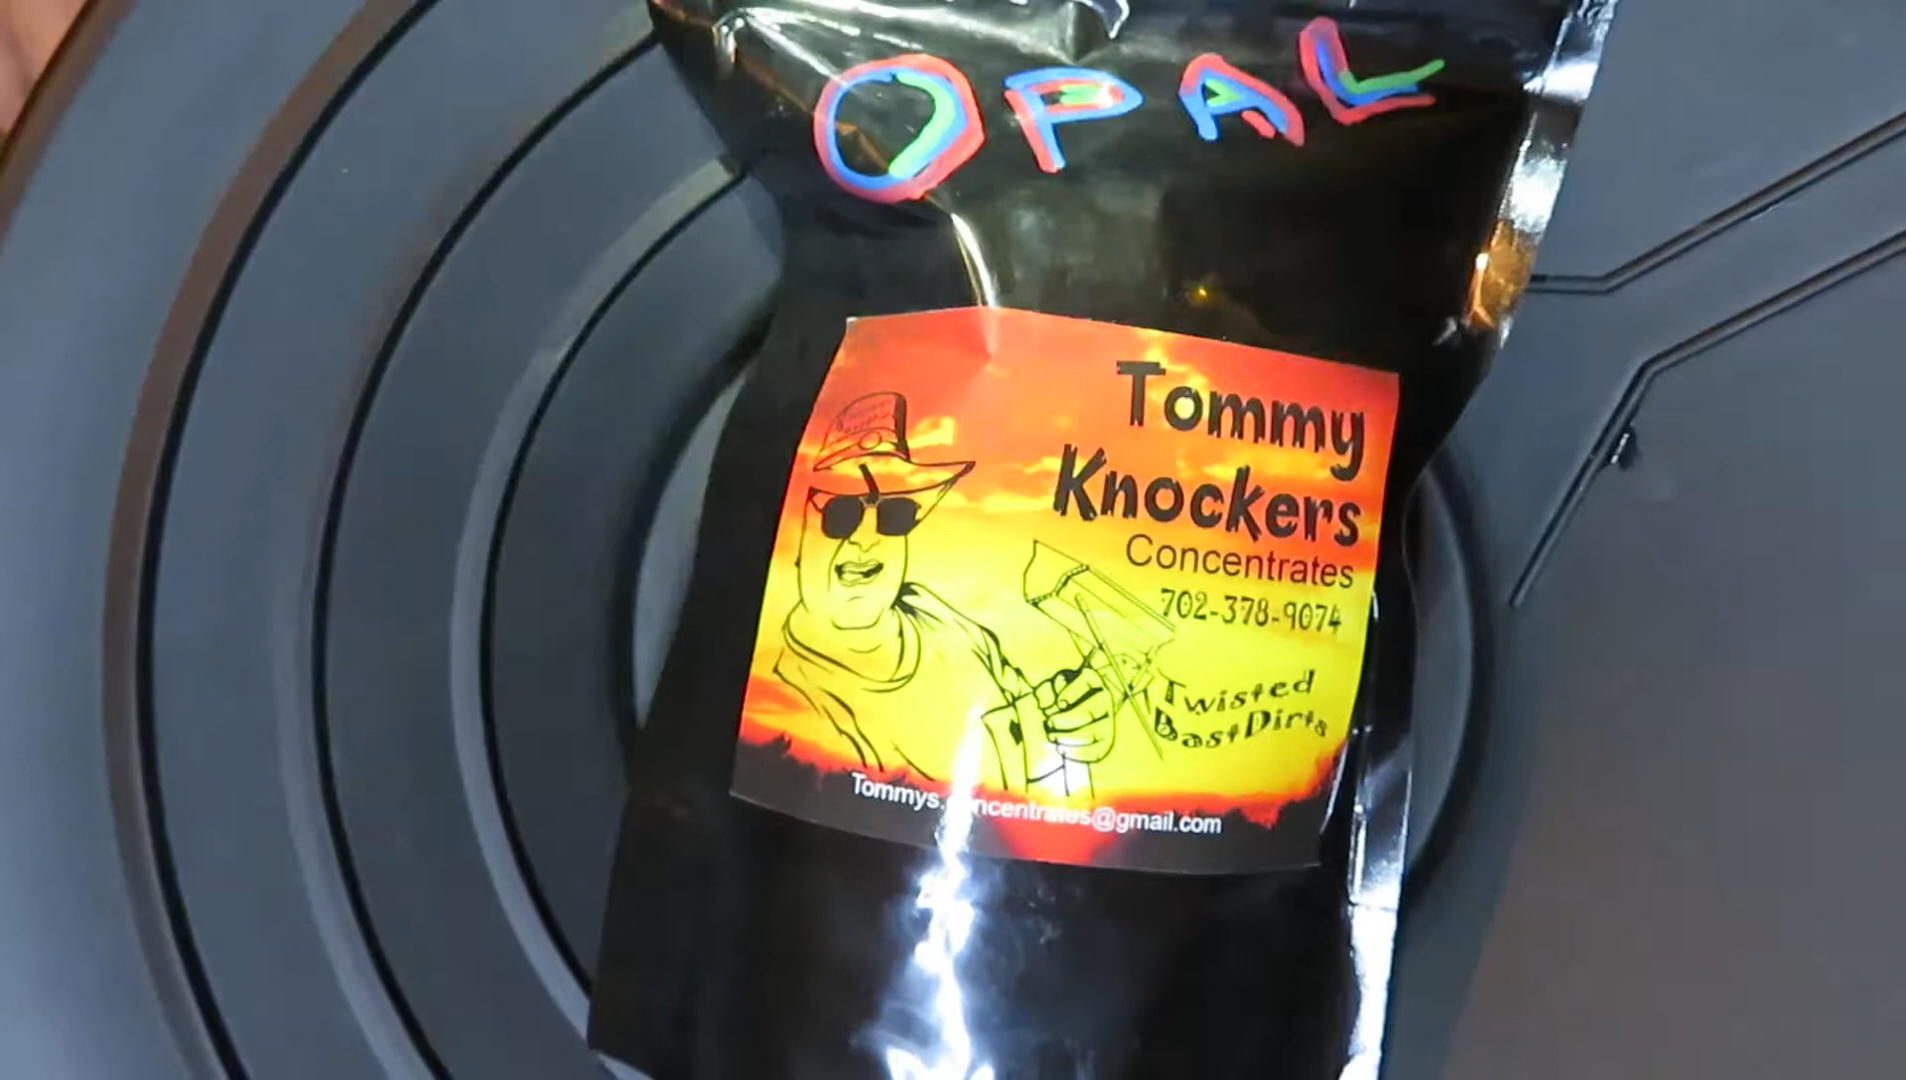 OPAL
Tommy
Knockers
Concentrates
702-378-9074
Twisted
BastDirts